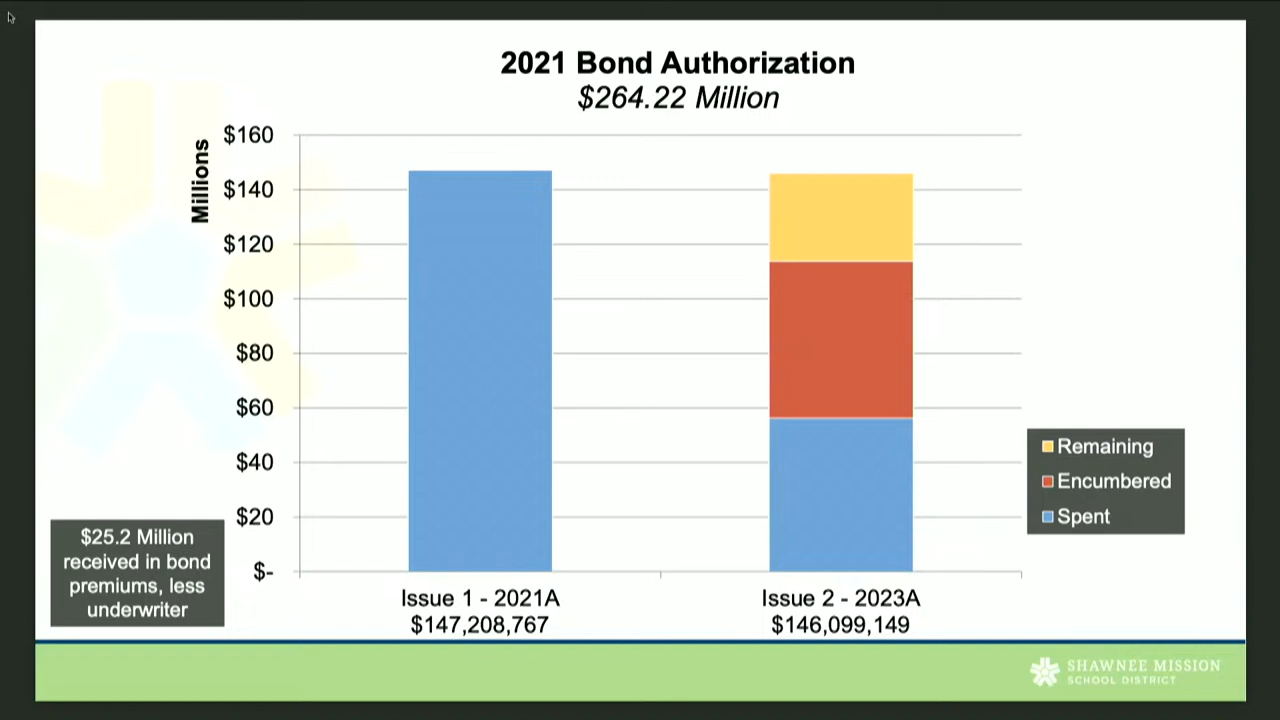 2021 Bond Authorization
$264.22 Million
Millions
$160
$140
$120
$100
$80
$60
$40
$20
$-
Issue 1 - 2021A
$147,208,767
Issue 2 - 2023A
$146,099,149
Remaining
Encumbered
Spent
$25.2 Million
received in bond
premiums, less
underwriter
SHAWNEE MISSION
SCHOOL DISTRICT